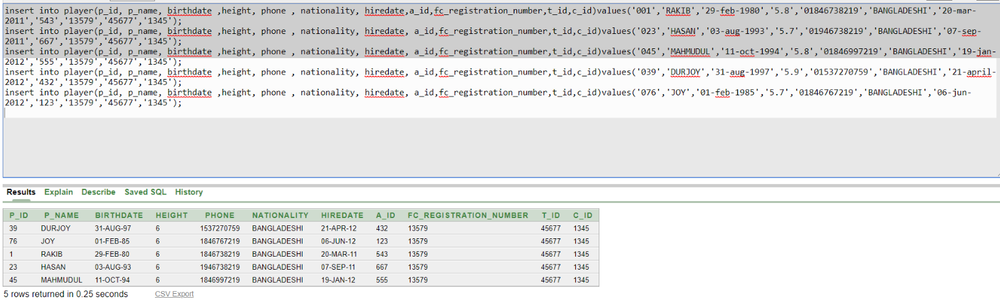 insert into player(p_id, p_name, birthdate ,height, phone , nationality, hiredate,a_id,fc_registration_number,t_id,c_id)values('001','RAKIB','29-feb-1980','5.8','01846738219','BANGLADESHI','20-mar-
2011','543','13579','45677','1345');
insert into player(p_id, p_name, birthdate ,height, phone , nationality, hiredate, a_id,fc_registration_number,t_id,c_id)values('023','HASAN','03-aug-1993','5.7','01946738219','BANGLADESHI','07-sep-
2011','667','13579','45677','1345');
insert into player(p_id, p_name, birthdate ,height, phone , nationality, hiredate, a_id,fc_registration_number,t_id,c_id)values('045','MAHMUDUL','11-oct-1994','5.8','01846997219','BANGLADESHI','19-jan-
2012','555','13579','45677','1345');
insert into player(p_id, p_name, birthdate ,height, phone , nationality, hiredate, a_id,fc_registration_number,t_id,c_id)values('039','DURJOY','31-aug-1997','5.9','01537270759','BANGLADESHI','21-april-
2012','432','13579','45677','1345');
insert into player(p_id, p_name, birthdate ,height, phone , nationality, hiredate, a_id,fc_registration_number,t_id,c_id)values('076','JOY','01-feb-1985','5.7','01846767219','BANGLADESHI','06-jun-
2012','123','13579','45677','1345');
Results Explain Describe Saved SQL History
P_ID P_NAME BIRTHDATE HEIGHT PHONE NATIONALITY HIREDATE A_ID FC_REGISTRATION_NUMBER T_ID C_ID
39 DURJOY 31-AUG-97 6 1537270759 BANGLADESHI 21-APR-12 432 13579 45677 1345
76 JOY 01-FEB-85 6 1846767219 BANGLADESHI 06-JUN-12 123 13579 45677 1345
1 RAKIB 29-FEB-80 6 1846738219 BANGLADESHI 20-MAR-11 543 13579 45677 1345
23 HASAN 03-AUG-93 6 1946738219 BANGLADESHI 07-SEP-11 667 13579 45677 1345
45 MAHMUDUL 11-OCT-94 6 1846997219 BANGLADESHI 19-JAN-12 555 13579 45677 1345
5 rows returned in 0.25 seconds CSV Export